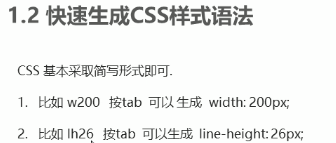 1.2 快速生成CSS样式语法
CSS 基本采取简写形式即可.
1. 比如 w200 按tab 可以 生成 width: 200px;
2. 比如 lh26 按tab 可以生成 line-height: 26px;